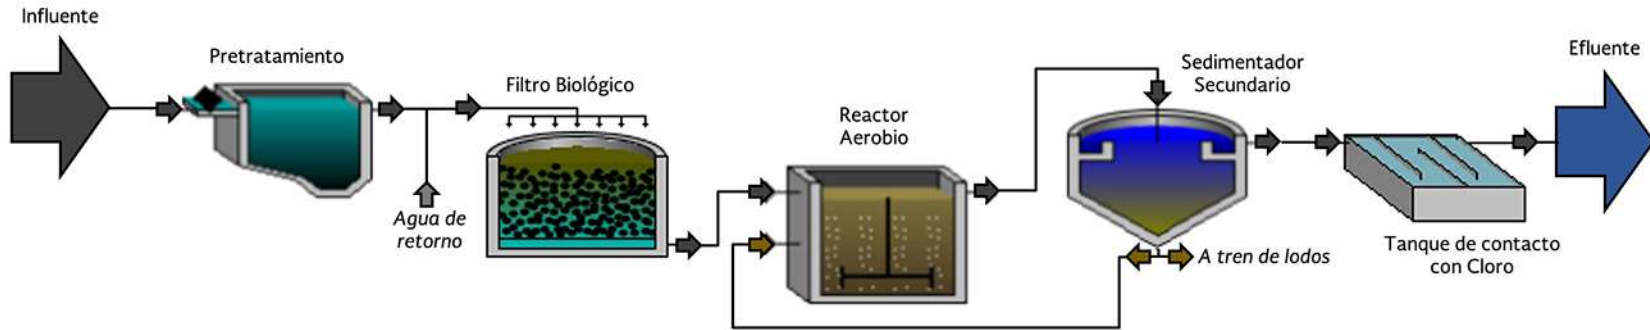 Influente
Pretratamiento
Agua de
retorno
Filtro Biológico
Reactor
Aerobio
Sedimentador
Secundario
A tren de lodos
Tanque de contacto
con Cloro
Efluente